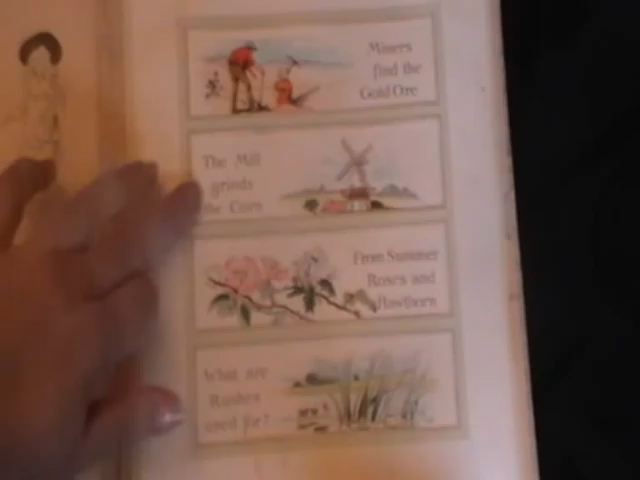 Miners
find the
Gold Ore
The Mill
grinds
the Corn
From Summer
Roses and
Hawthorn
What are
Rushes
used for?